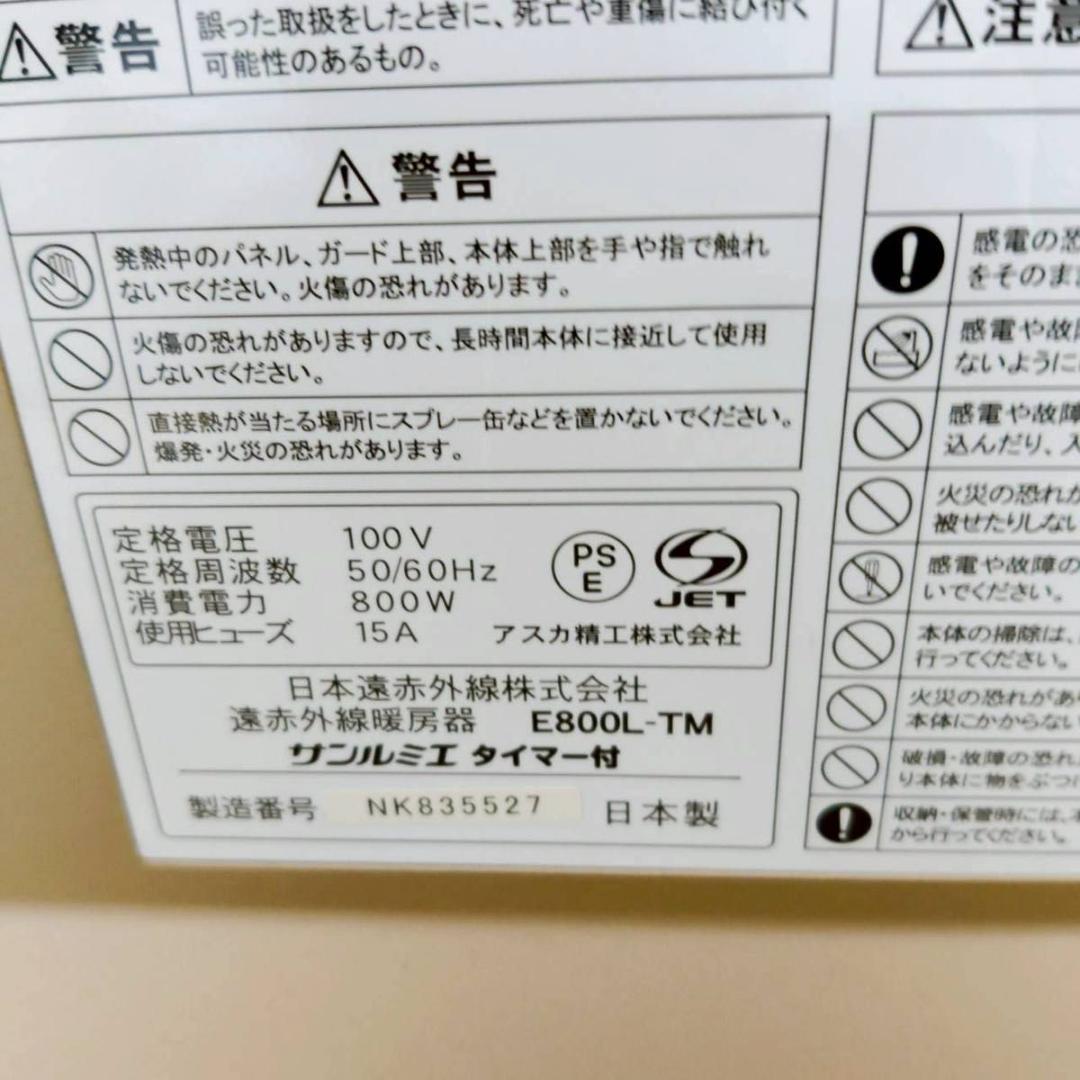 警告
誤った取扱をしたときに、死亡や重傷に結び付く
可能性のあるもの。
注意
警告
発熱中のパネル、ガード上部、本体上部を手や指で触れ
ないでください。火傷の恐れがあります。
火傷の恐れがありますので、長時間本体に接近して使用
しないでください。
直接熱が当たる場所にスプレー缶などを置かないでください。
爆発・火災の恐れがあります。
定格電圧 100V
定格周波数 50/60Hz
消費電力 800W
使用ヒューズ 15A
PS
E
JET
アスカ精工株式会社
日本遠赤外線株式会社
遠赤外線暖房器 E800L-TM
サンルミエ タイマー付
製造番号 NK835527 日本製
感電の恐
をそのまま
感電や故障
ないように
感電や故障
込んだり、入
火災の恐れが
被せたりしない
感電や故障の
いでください。
本体の掃除は、
行ってください。
火災の恐れがあ
本体にかからない
破損・故障の恐れ
り本体に物をぶつ
収納・保管時には、本
から行ってください。